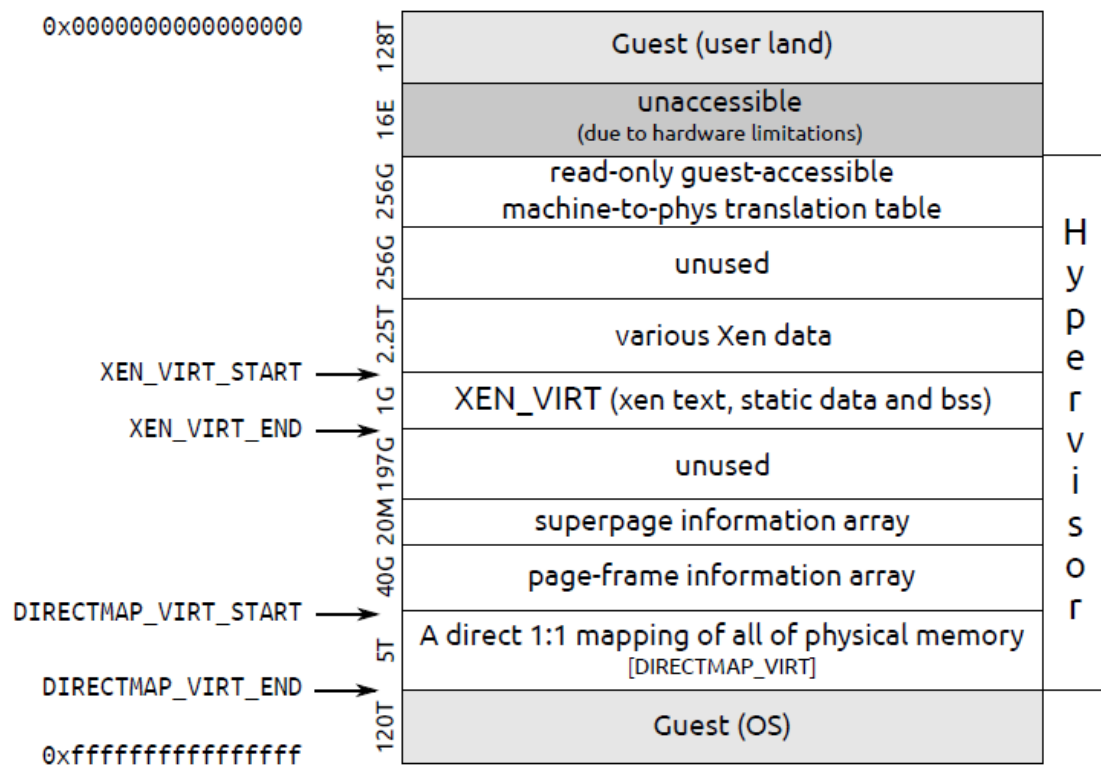 0x0000000000000000
128T
Guest (user land)
16E
unaccessible
(due to hardware limitations)
256G
read-only guest-accessible
machine-to-phys translation table
256G
unused
2.25T
various Xen data
XEN_VIRT_START
1G
XEN_VIRT (xen text, static data and bss)
XEN_VIRT_END
197G
unused
20M
superpage information array
40G
page-frame information array
DIRECTMAP_VIRT_START
5T
A direct 1:1 mapping of all of physical memory
[DIRECTMAP_VIRT]
DIRECTMAP_VIRT_END
120T
Guest (OS)
0xffffffffffffffff
Hypervisor